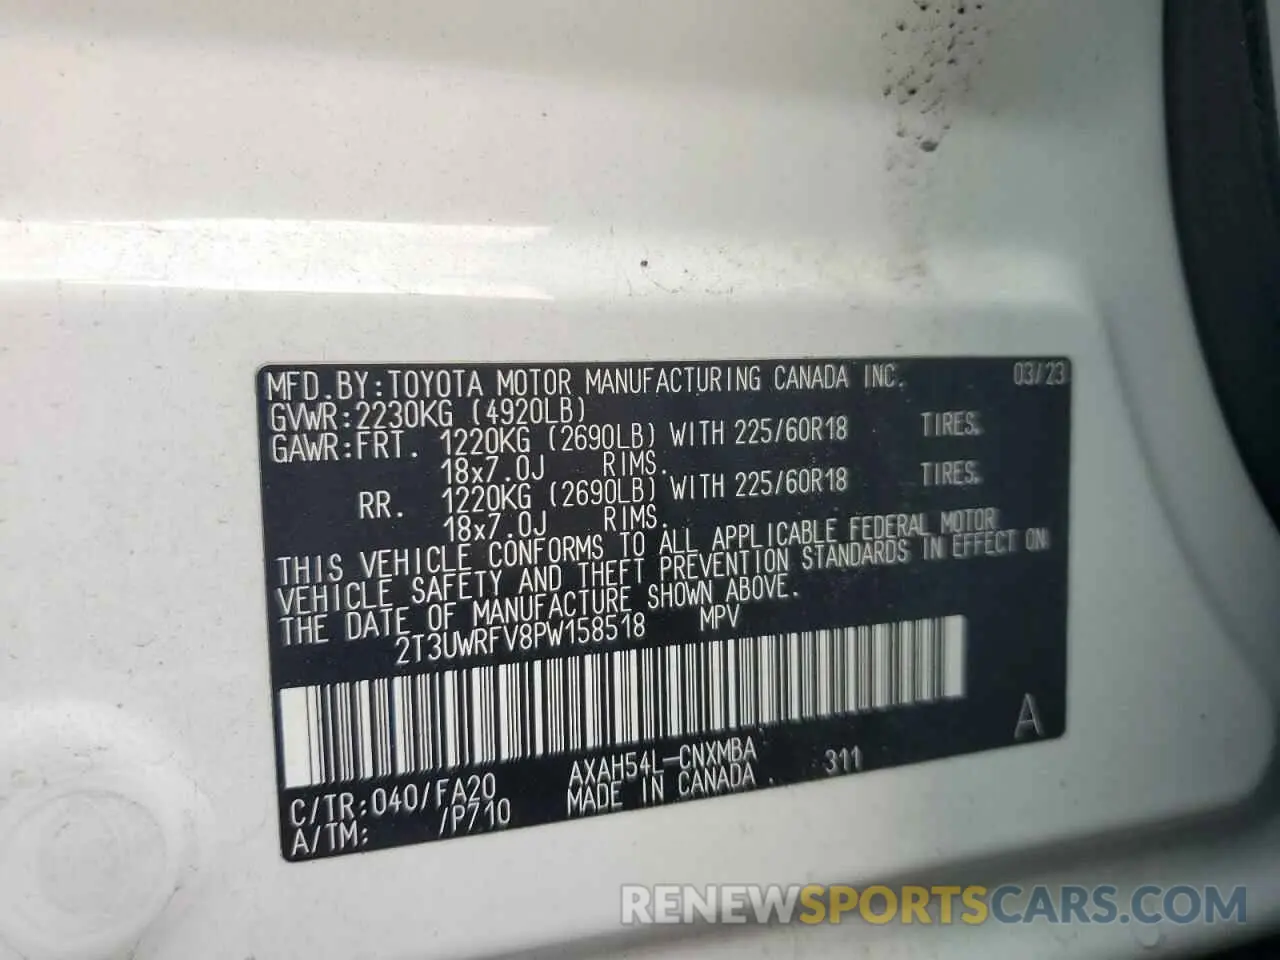 MFD.BY:TOYOTA MOTOR MANUFACTURING CANADA INC. 03/23
GVWR:2230KG (4920LB)
GAWR:FRT. 1220KG (2690LB) WITH 225/60R18 TIRES.
18x7.0J RIMS.
RR. 1220KG (2690LB) WITH 225/60R18 TIRES.
18x7.0J RIMS.
THIS VEHICLE CONFORMS TO ALL APPLICABLE FEDERAL MOTOR
VEHICLE SAFETY AND THEFT PREVENTION STANDARDS IN EFFECT ON
THE DATE OF MANUFACTURE SHOWN ABOVE.
2T3UWRFV8PW158518 MPV
A
C/TR:040/FA20 AXAH54L-CNXMBA 311
A/TM: /P710 MADE IN CANADA.
RENEWSPORTSCARS.COM